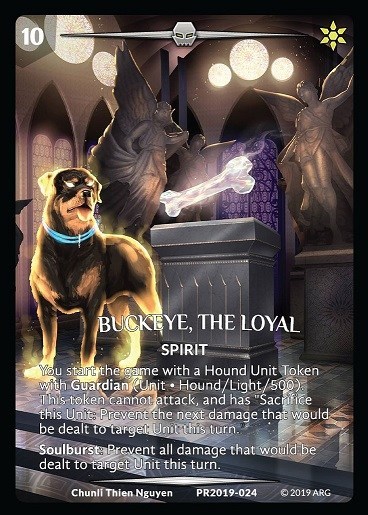 10
BUCKEYE, THE LOYAL
SPIRIT
You start the game with a Hound Unit Token
with Guardian (Unit • Hound/Light/500).
This token cannot attack, and has "Sacrifice
this Unit: Prevent the next damage that would
be dealt to target Unit this turn.
Soulburst: Prevent all damage that would be
dealt to target Unit this turn.
Chunli Thien Nguyen PR2019-024 © 2019 ARG